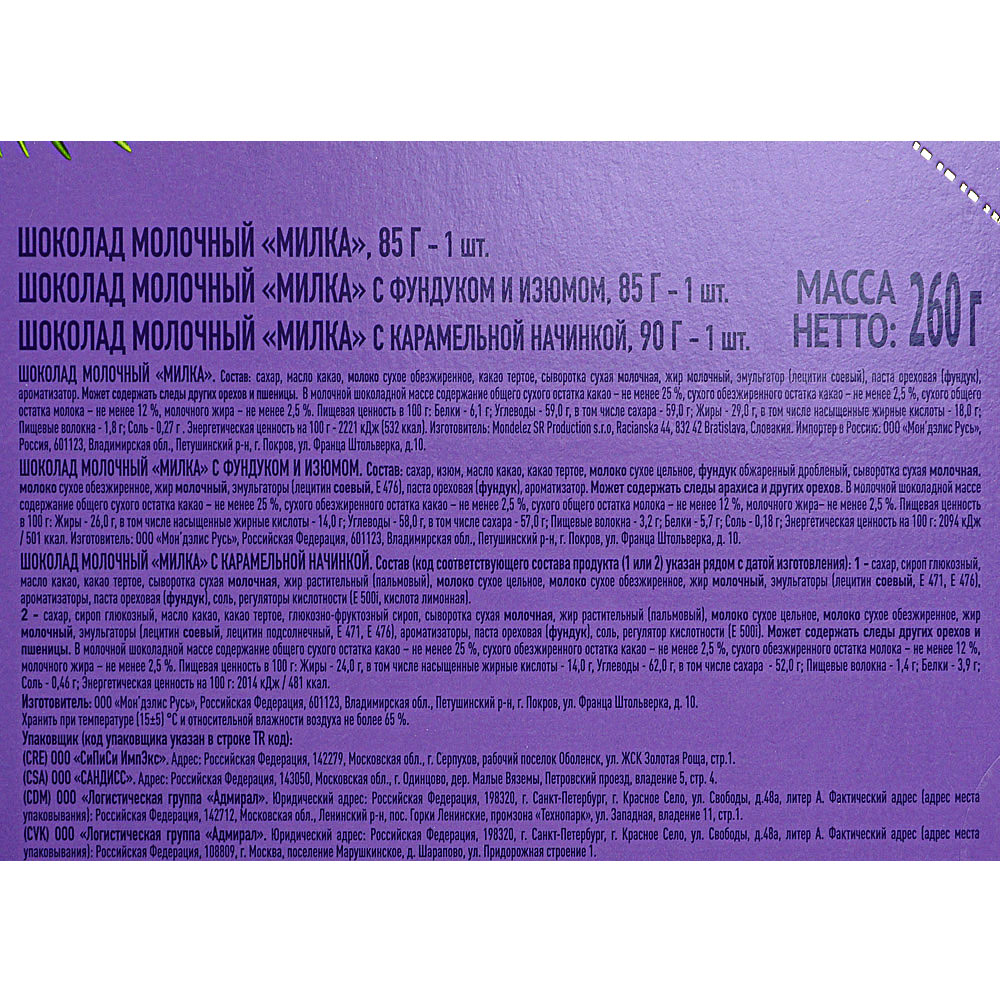 ШОКОЛАД МОЛОЧНЫЙ «МИЛКА», 85 Г - 1 шт.
ШОКОЛАД МОЛОЧНЫЙ «МИЛКА» С ФУНДУКОМ И ИЗЮМОМ, 85 Г - 1 шт.
ШОКОЛАД МОЛОЧНЫЙ «МИЛКА» С КАРАМЕЛЬНОЙ НАЧИНКОЙ, 90 Г - 1 шт.
МАССА
НЕТТО: 260 г
ШОКОЛАД МОЛОЧНЫЙ «МИЛКА». Состав: сахар, масло какао, молоко сухое обезжиренное, какао тертое, сыворотка сухая молочная, жир молочный, эмульгатор (лецитин соевый), паста ореховая (фундук),
ароматизатор. Может содержать следы других орехов и пшеницы. В молочной шоколадной массе содержание общего сухого остатка какао – не менее 25 %, сухого обезжиренного остатка какао – не менее 2,5 %, сухого общего
остатка молока – не менее 12 %, молочного жира – не менее 2,5 %. Пищевая ценность в 100 г: Белки - 6,1 г; Углеводы - 59,0 г, в том числе сахара - 59,0 г; Жиры - 29,0 г, в том числе насыщенные жирные кислоты - 18,0 г;
Пищевые волокна - 1,8 г; Соль - 0,27 г . Энергетическая ценность на 100 г - 2221 кДж (532 ккал). Изготовитель: Mondelez SR Production s.r.o, Racianska 44, 832 42 Bratislava, Словакия. Импортер в Россию: ООО «Мон'дэлис Русь»,
Россия, 601123, Владимирская обл., Петушинский р-н, г. Покров, ул. Франца Штольверка, д.10.
ШОКОЛАД МОЛОЧНЫЙ «МИЛКА» С ФУНДУКОМ И ИЗЮМОМ. Состав: сахар, изюм, масло какао, какао тертое, молоко сухое цельное, фундук обжаренный дробленый, сыворотка сухая молочная,
молоко сухое обезжиренное, жир молочный, эмульгаторы (лецитин соевый, Е 476), паста ореховая (фундук), ароматизатор. Может содержать следы арахиса и других орехов. В молочной шоколадной массе
содержание общего сухого остатка какао – не менее 25 %, сухого обезжиренного остатка какао – не менее 2,5 %, сухого общего остатка молока – не менее 12 %, молочного жира– не менее 2,5 %. Пищевая ценность
в 100 г: Жиры - 26,0 г, в том числе насыщенные жирные кислоты - 14,0 г; Углеводы - 58,0 г, в том числе сахара - 57,0 г; Пищевые волокна - 3,2 г; Белки - 5,7 г; Соль - 0,18 г; Энергетическая ценность на 100 г: 2094 кДж
/ 501 ккал. Изготовитель: ООО «Мон'дэлис Русь», Российская Федерация, 601123, Владимирская обл., Петушинский р-н, г. Покров, ул. Франца Штольверка, д. 10.
ШОКОЛАД МОЛОЧНЫЙ «МИЛКА» С КАРАМЕЛЬНОЙ НАЧИНКОЙ. Состав (код соответствующего состава продукта (1 или 2) указан рядом с датой изготовления): 1 - сахар, сироп глюкозный,
масло какао, какао тертое, сыворотка сухая молочная, жир растительный (пальмовый), молоко сухое цельное, молоко сухое обезжиренное, жир молочный, эмульгаторы (лецитин соевый, Е 471, Е 476),
ароматизаторы, паста ореховая (фундук), соль, регуляторы кислотности (Е 500i, кислота лимонная).
2 - сахар, сироп глюкозный, масло какао, какао тертое, глюкозно-фруктозный сироп, сыворотка сухая молочная, жир растительный (пальмовый), молоко сухое цельное, молоко сухое обезжиренное, жир
молочный, эмульгаторы (лецитин соевый, лецитин подсолнечный, Е 471, Е 476), ароматизаторы, паста ореховая (фундук), соль, регулятор кислотности (Е 500i). Может содержать следы других орехов и
пшеницы. В молочной шоколадной массе содержание общего сухого остатка какао – не менее 25 %, сухого обезжиренного остатка какао – не менее 2,5 %, сухого обезжиренного остатка молока – не менее 12 %,
молочного жира – не менее 2,5 %. Пищевая ценность в 100 г: Жиры - 24,0 г, в том числе насыщенные жирные кислоты - 14,0 г, Углеводы - 62,0 г, в том числе сахара - 52,0 г; Пищевые волокна - 1,4 г; Белки - 3,9 г;
Соль - 0,46 г; Энергетическая ценность на 100 г: 2014 кДж / 481 ккал.
Изготовитель: ООО «Мон'дэлис Русь», Российская Федерация, 601123, Владимирская обл., Петушинский р-н, г. Покров, ул. Франца Штольверка, д. 10.
Хранить при температуре (15±5) °С и относительной влажности воздуха не более 65 %.
Упаковщик (код упаковщика указан в строке TR код):
(CRE) ООО «СиПиСи ИмпЭкс». Адрес: Российская Федерация, 142279, Московская обл., г. Серпухов, рабочий поселок Оболенск, ул. ЖСК Золотая Роща, стр.1.
(CSA) ООО «САНДИСС». Адрес: Российская Федерация, 143050, Московская обл., г. Одинцово, дер. Малые Вяземы, Петровский проезд, владение 5, стр. 4.
(CDM) ООО «Логистическая группа «Адмирал». Юридический адрес: Российская Федерация, 198320, г. Санкт-Петербург, г. Красное Село, ул. Свободы, д.48а, литер А. Фактический адрес (адрес места
упаковывания): Российская Федерация, 142712, Московская обл., Ленинский р-н, пос. Горки Ленинские, промзона «Технопарк», ул. Западная, владение 11, стр.1.
(CVK) ООО «Логистическая группа «Адмирал». Юридический адрес: Российская Федерация, 198320, г. Санкт-Петербург, г. Красное Село, ул. Свободы, д.48а, литер А. Фактический адрес (адрес места
упаковывания): Российская Федерация, 108809, г. Москва, поселение Марушкинское, д. Шарапово, ул. Придорожная строение 1.